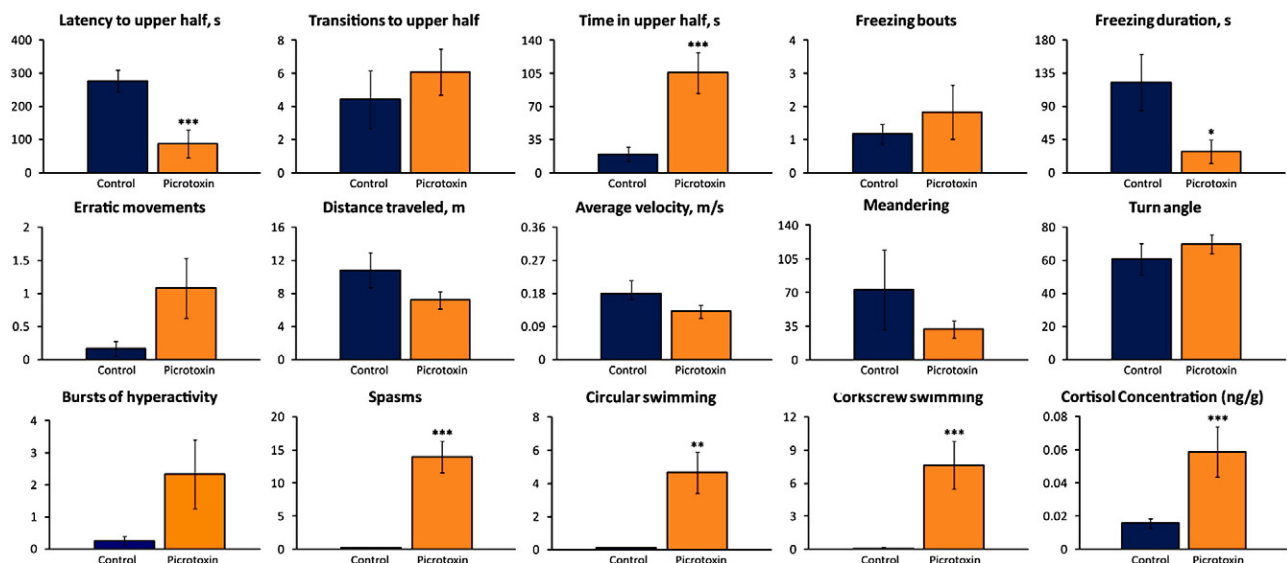 Latency to upper half, s
400
300
200
100
0
***
Control Picrotoxin
Transitions to upper half
8
6
4
2
0
Control Picrotoxin
Time in upper half, s
140
105
70
35
0
***
Control Picrotoxin
Freezing bouts
4
3
2
1
0
Control Picrotoxin
Freezing duration, s
180
135
90
45
0
*
Control Picrotoxin
Erratic movements
2
1.5
1
0.5
0
Control Picrotoxin
Distance traveled, m
16
12
8
4
0
Control Picrotoxin
Average velocity, m/s
0.36
0.27
0.18
0.09
0
Control Picrotoxin
Meandering
140
105
70
35
0
Control Picrotoxin
Turn angle
80
60
40
20
0
Control Picrotoxin
Bursts of hyperactivity
4
3
2
1
0
Control Picrotoxin
Spasms
20
15
10
5
0
***
Control Picrotoxin
Circular swimming
8
6
4
2
0
**
Control Picrotoxin
Corkscrew swimming
12
9
6
3
0
***
Control Picrotoxin
Cortisol Concentration (ng/g)
0.08
0.06
0.04
0.02
0
***
Control Picrotoxin